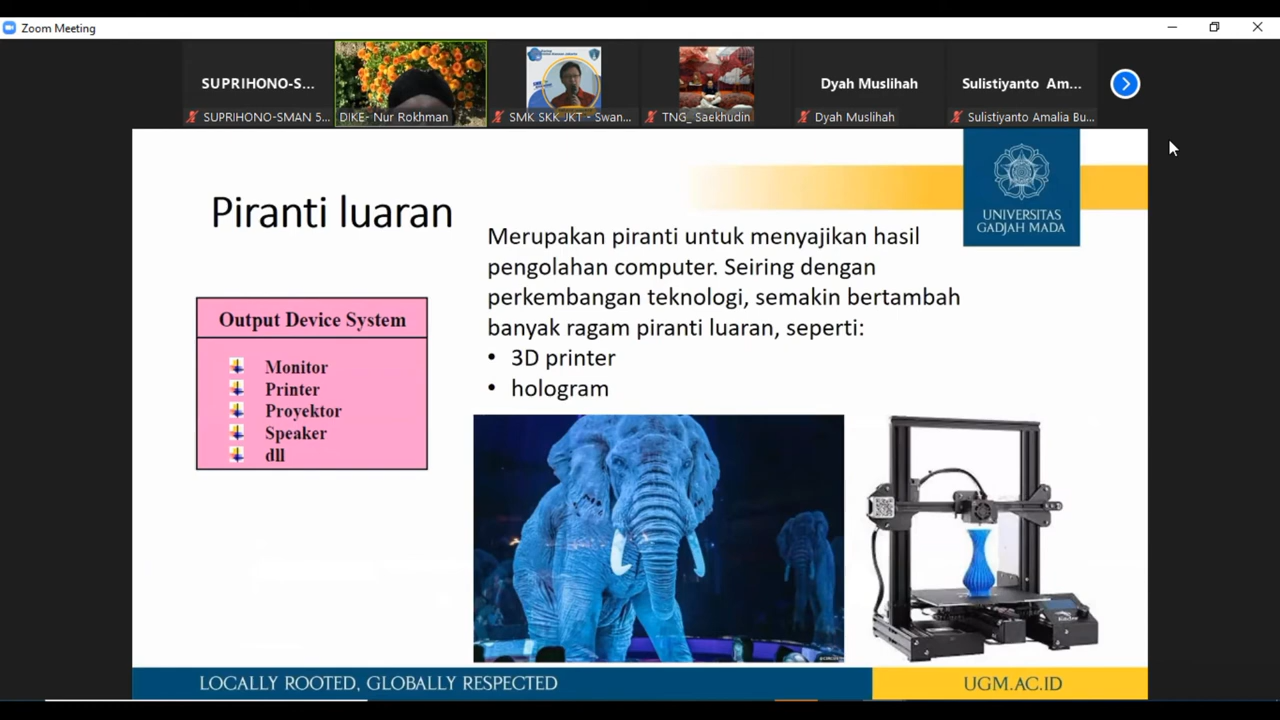 Zoom Meeting
SUPRIHONO-S...
Dyah Muslihah
Sulistiyanto Am...
SUPRIHONO-SMAN 5...
DIKE- Nur Rokhman
SMK SKK JKT - Swan...
TNG_ Saekhudin
Dyah Muslihah
Sulistiyanto Amalia Bu...
UNIVERSITAS
GADJAH MADA
Piranti luaran
Merupakan piranti untuk menyajikan hasil
pengolahan computer. Seiring dengan
perkembangan teknologi, semakin bertambah
banyak ragam piranti luaran, seperti:
• 3D printer
• hologram
Output Device System
Monitor
Printer
Proyektor
Speaker
dll
LOCALLY ROOTED, GLOBALLY RESPECTED
UGM.AC.ID